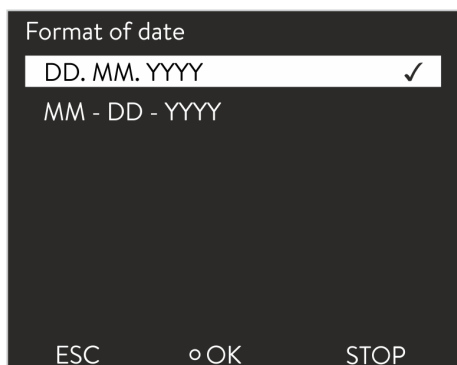 Format of date
DD. MM. YYYY ✓
MM - DD - YYYY
ESC ○ OK STOP